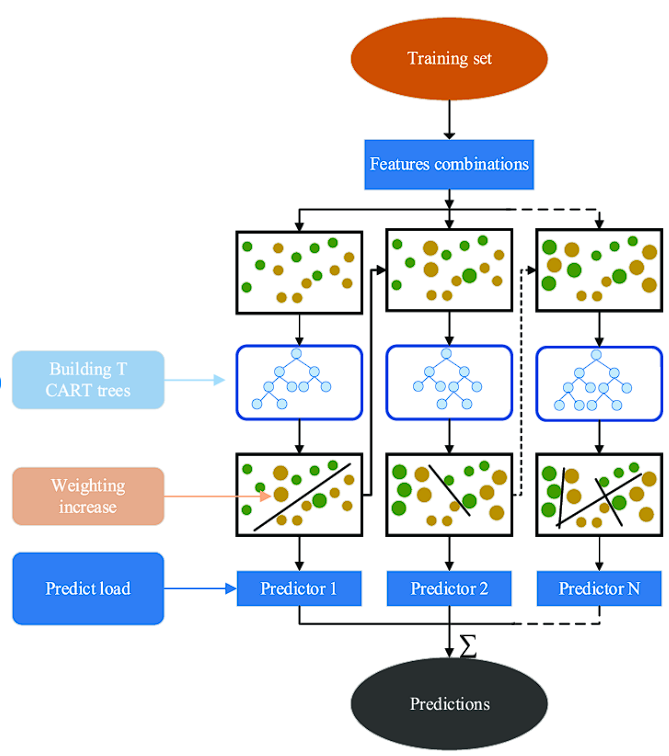 Training set
Features combinations
Building T
CART trees
Weighting
increase
Predict load
Predictor 1
Predictor 2
Predictor N
Σ
Predictions